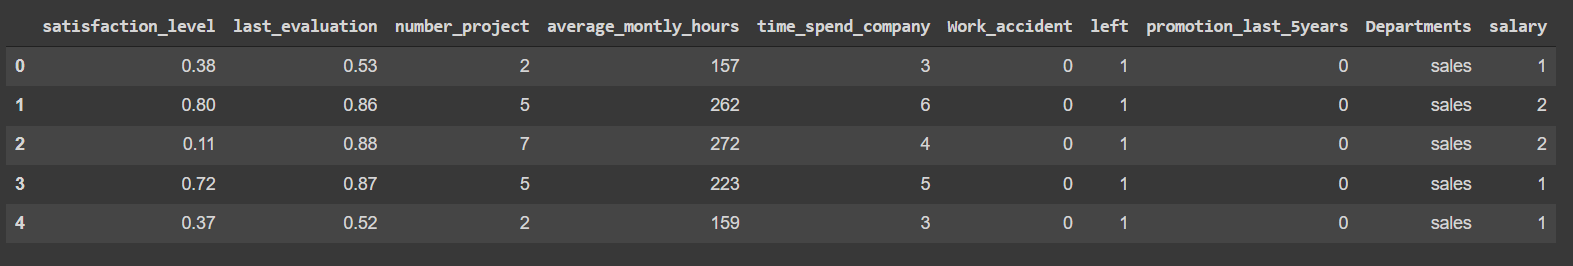 satisfaction_level last_evaluation number_project average_montly_hours time_spend_company Work_accident left promotion_last_5years Departments salary
0 0.38 0.53 2 157 3 0 1 0 sales 1
1 0.80 0.86 5 262 6 0 1 0 sales 2
2 0.11 0.88 7 272 4 0 1 0 sales 2
3 0.72 0.87 5 223 5 0 1 0 sales 1
4 0.37 0.52 2 159 3 0 1 0 sales 1